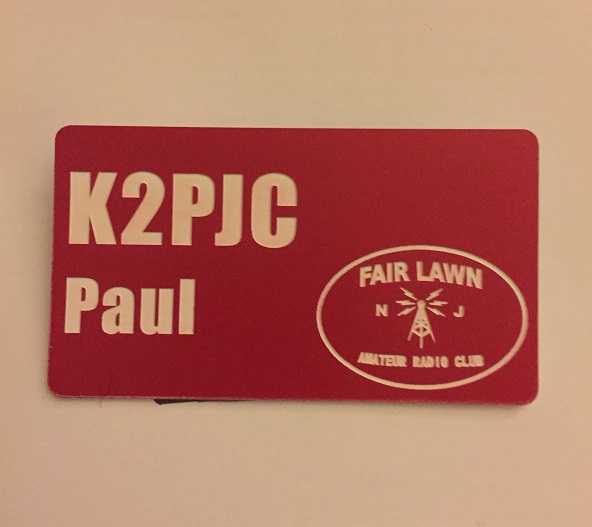 K2PJC
Paul
FAIR LAWN
N J
AMATEUR RADIO CLUB